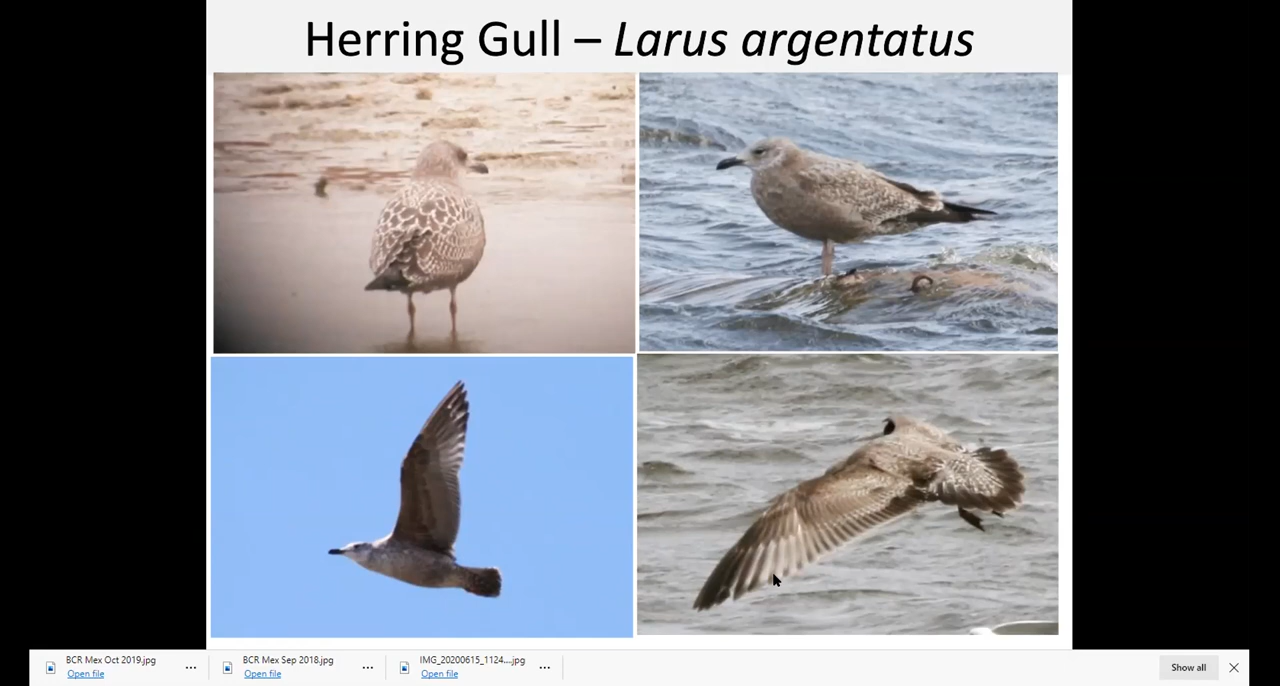 Herring Gull – Larus argentatus
BCR Mex Oct 2019.jpg
Open file
BCR Mex Sep 2018.jpg
Open file
IMG_20200615_1124....jpg
Open file
Show all